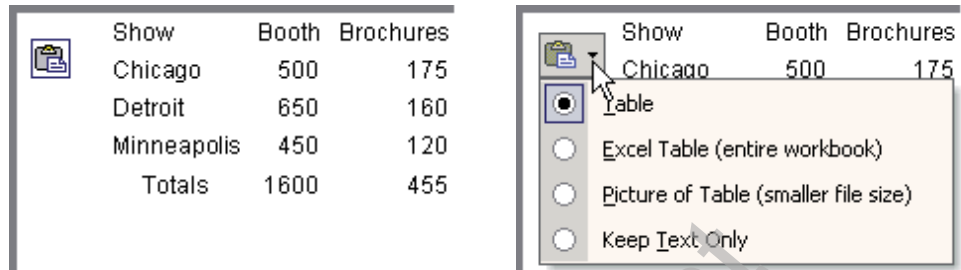 Show Booth Brochures
Chicago 500 175
Detroit 650 160
Minneapolis 450 120
Totals 1600 455
Show Booth Brochures
Chicago 500 175
Table
Excel Table (entire workbook)
Picture of Table (smaller file size)
Keep Text Only